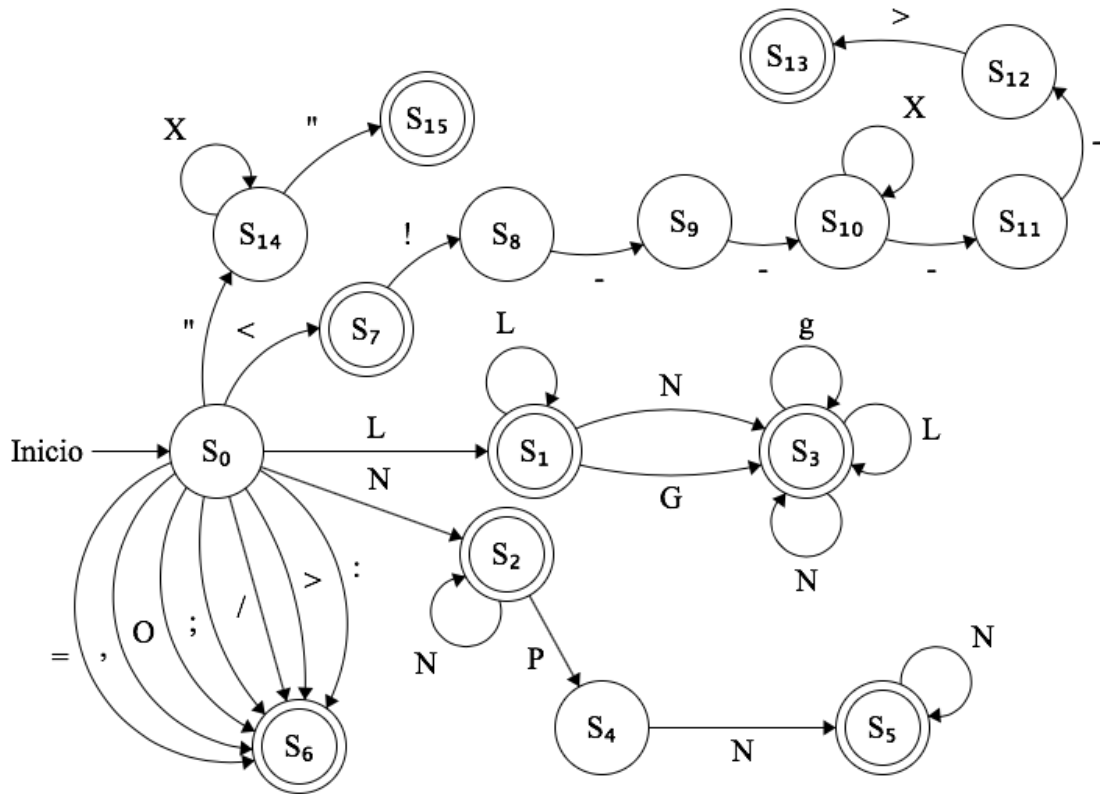 >
S13
S12
X
"
S15
X
-
S14
!
S8
S9
S10
S11
-
-
-
"
<
S7
L
g
N
Inicio
S0
L
S1
S3
L
N
G
S2
N
:
>
/
;
O
,
=
N
P
N
S6
S4
N
S5